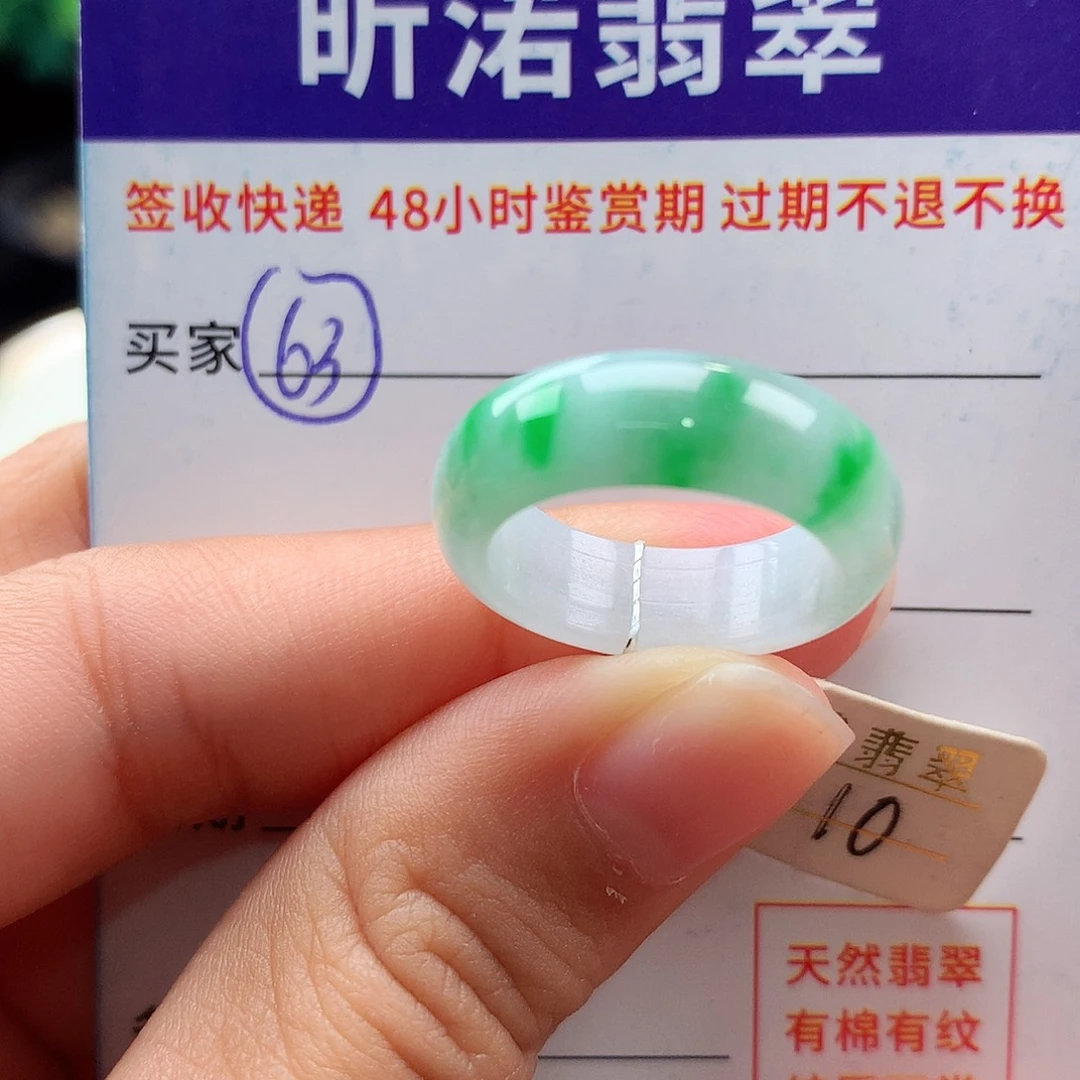 昕渃翡翠
签收快递 48小时鉴赏期 过期不退不换
买家 63
翡翠
10
天然翡翠
有棉有纹